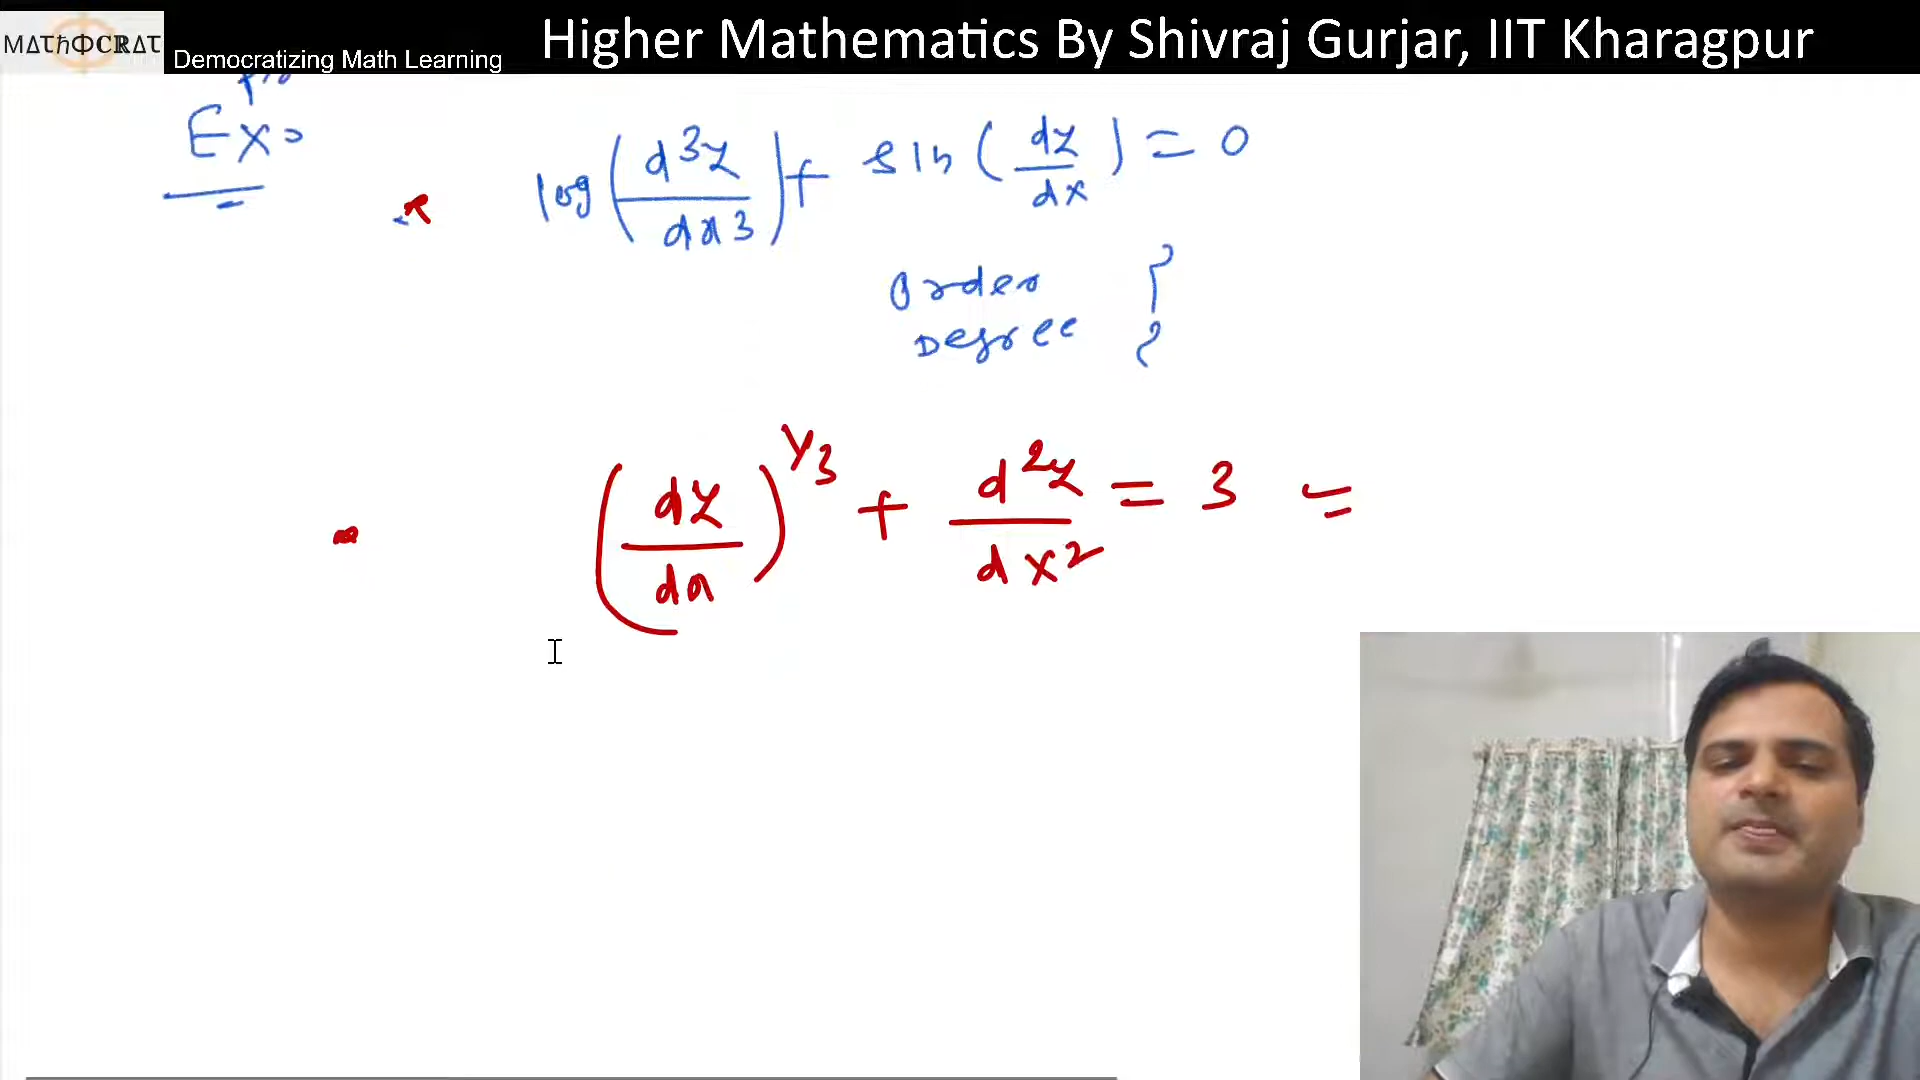 MΔTℏΦCRΔT
Democratizing Math Learning
Higher Mathematics By Shivraj Gurjar, IIT Kharagpur
Ex
log(d³y/dx³) + sin(dy/dx) = 0
Order
Degree
(dy/dx)^1/3 + d²y/dx² = 3